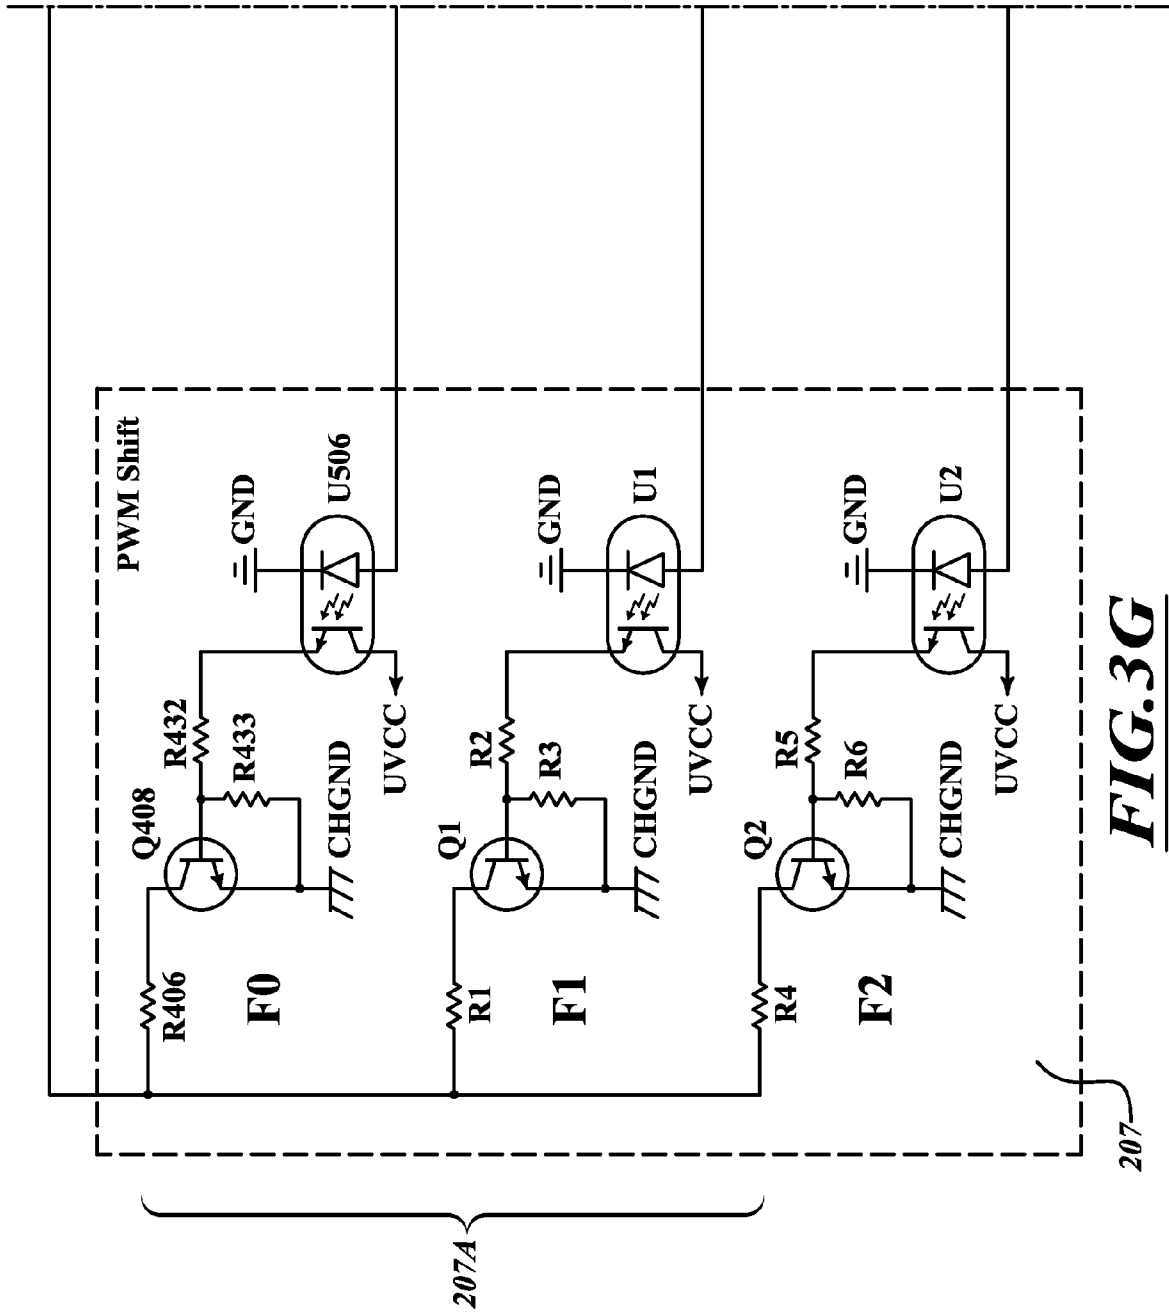 PWM Shift
GND
U506
R432
R433
Q408
UVCC
CHGND
R406
F0
GND
U1
R2
R3
Q1
UVCC
CHGND
R1
F1
GND
U2
R5
R6
Q2
UVCC
CHGND
R4
F2
207A
207
FIG.3G